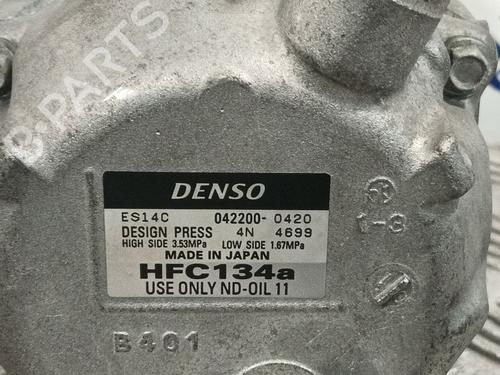 B-PARTS
DENSO
ES14C 042200-0420
DESIGN PRESS 4N 4699
HIGH SIDE 3.53MPa LOW SIDE 1.67MPa
MADE IN JAPAN
HFC134a
USE ONLY ND-OIL 11
1-3
B401